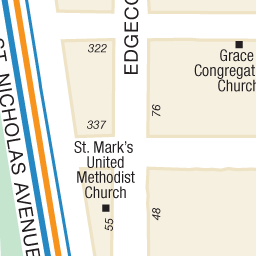 322
EDGECO
Grace
Congregat
Church
76
337
ST. NICHOLAS AVENUE
St. Mark's
United
Methodist
Church
55
48